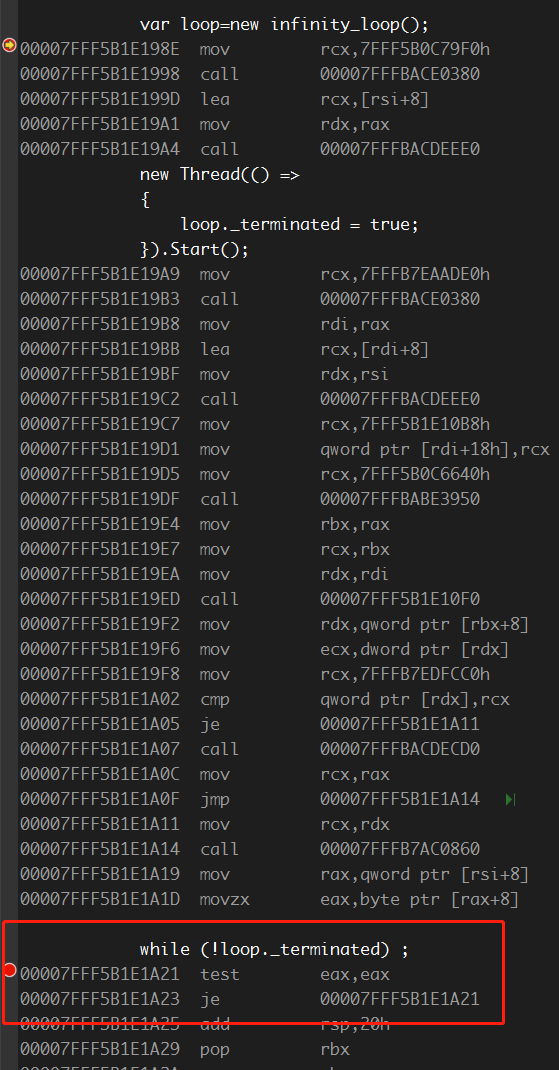 var loop=new infinity_loop();
00007FFF5B1E198E mov rcx,7FFF5B0C79F0h
00007FFF5B1E1998 call 00007FFFBACE0380
00007FFF5B1E199D lea rcx,[rsi+8]
00007FFF5B1E19A1 mov rdx,rax
00007FFF5B1E19A4 call 00007FFFBACDEEE0
new Thread(() =>
{
loop._terminated = true;
}).Start();
00007FFF5B1E19A9 mov rcx,7FFFB7EAADE0h
00007FFF5B1E19B3 call 00007FFFBACE0380
00007FFF5B1E19B8 mov rdi,rax
00007FFF5B1E19BB lea rcx,[rdi+8]
00007FFF5B1E19BF mov rdx,rsi
00007FFF5B1E19C2 call 00007FFFBACDEEE0
00007FFF5B1E19C7 mov rcx,7FFF5B1E10B8h
00007FFF5B1E19D1 mov qword ptr [rdi+18h],rcx
00007FFF5B1E19D5 mov rcx,7FFF5B0C6640h
00007FFF5B1E19DF call 00007FFFBABE3950
00007FFF5B1E19E4 mov rbx,rax
00007FFF5B1E19E7 mov rcx,rbx
00007FFF5B1E19EA mov rdx,rdi
00007FFF5B1E19ED call 00007FFF5B1E10F0
00007FFF5B1E19F2 mov rdx,qword ptr [rbx+8]
00007FFF5B1E19F6 mov ecx,dword ptr [rdx]
00007FFF5B1E19F8 mov rcx,7FFFB7EDFCC0h
00007FFF5B1E1A02 cmp qword ptr [rdx],rcx
00007FFF5B1E1A05 je 00007FFF5B1E1A11
00007FFF5B1E1A07 call 00007FFFBACDECD0
00007FFF5B1E1A0C mov rcx,rax
00007FFF5B1E1A0F jmp 00007FFF5B1E1A14
00007FFF5B1E1A11 mov rcx,rdx
00007FFF5B1E1A14 call 00007FFFB7AC0860
00007FFF5B1E1A19 mov rax,qword ptr [rsi+8]
00007FFF5B1E1A1D movzx eax,byte ptr [rax+8]
while (!loop._terminated) ;
00007FFF5B1E1A21 test eax,eax
00007FFF5B1E1A23 je 00007FFF5B1E1A21
00007FFF5B1E1A25 add rsp,20h
00007FFF5B1E1A29 pop rbx